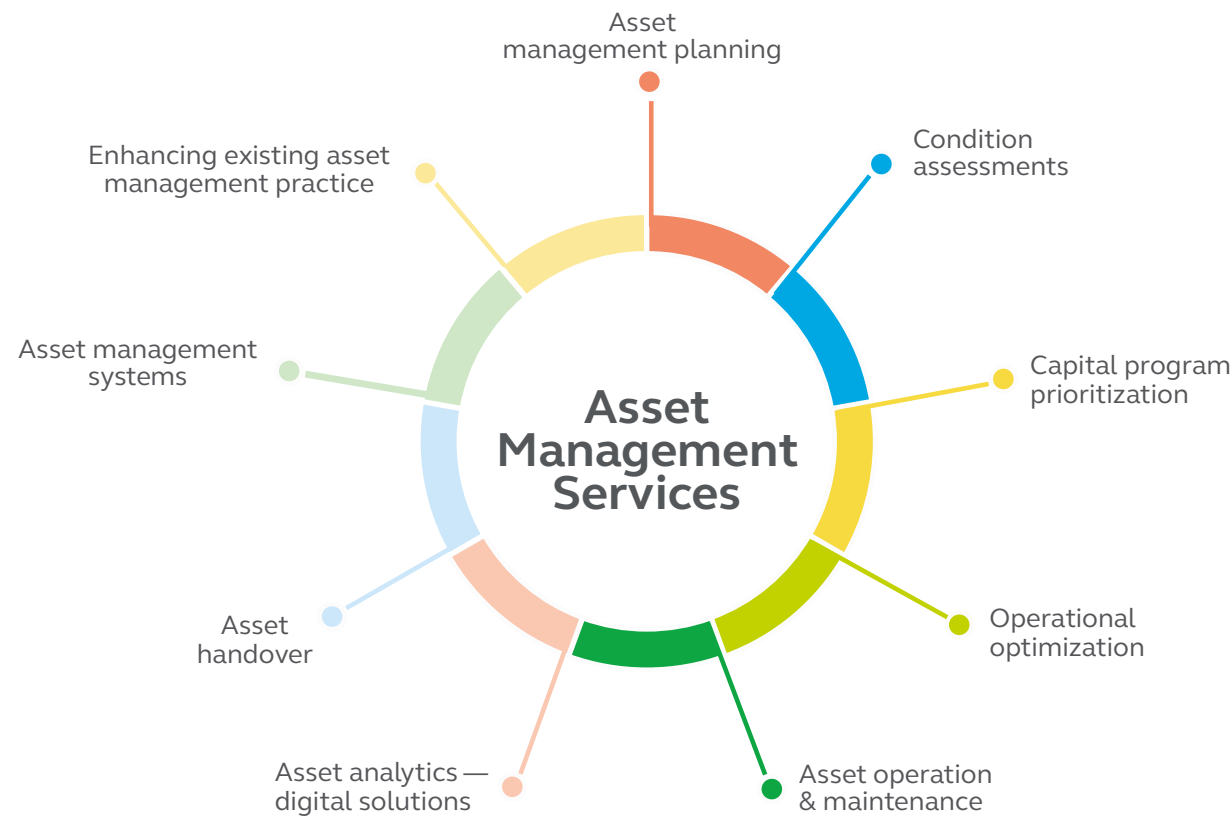 Asset
management planning
Condition
assessments
Enhancing existing asset
management practice
Asset management
systems
Capital program
prioritization
Asset
Management
Services
Asset
handover
Operational
optimization
Asset analytics —
digital solutions
Asset operation
& maintenance